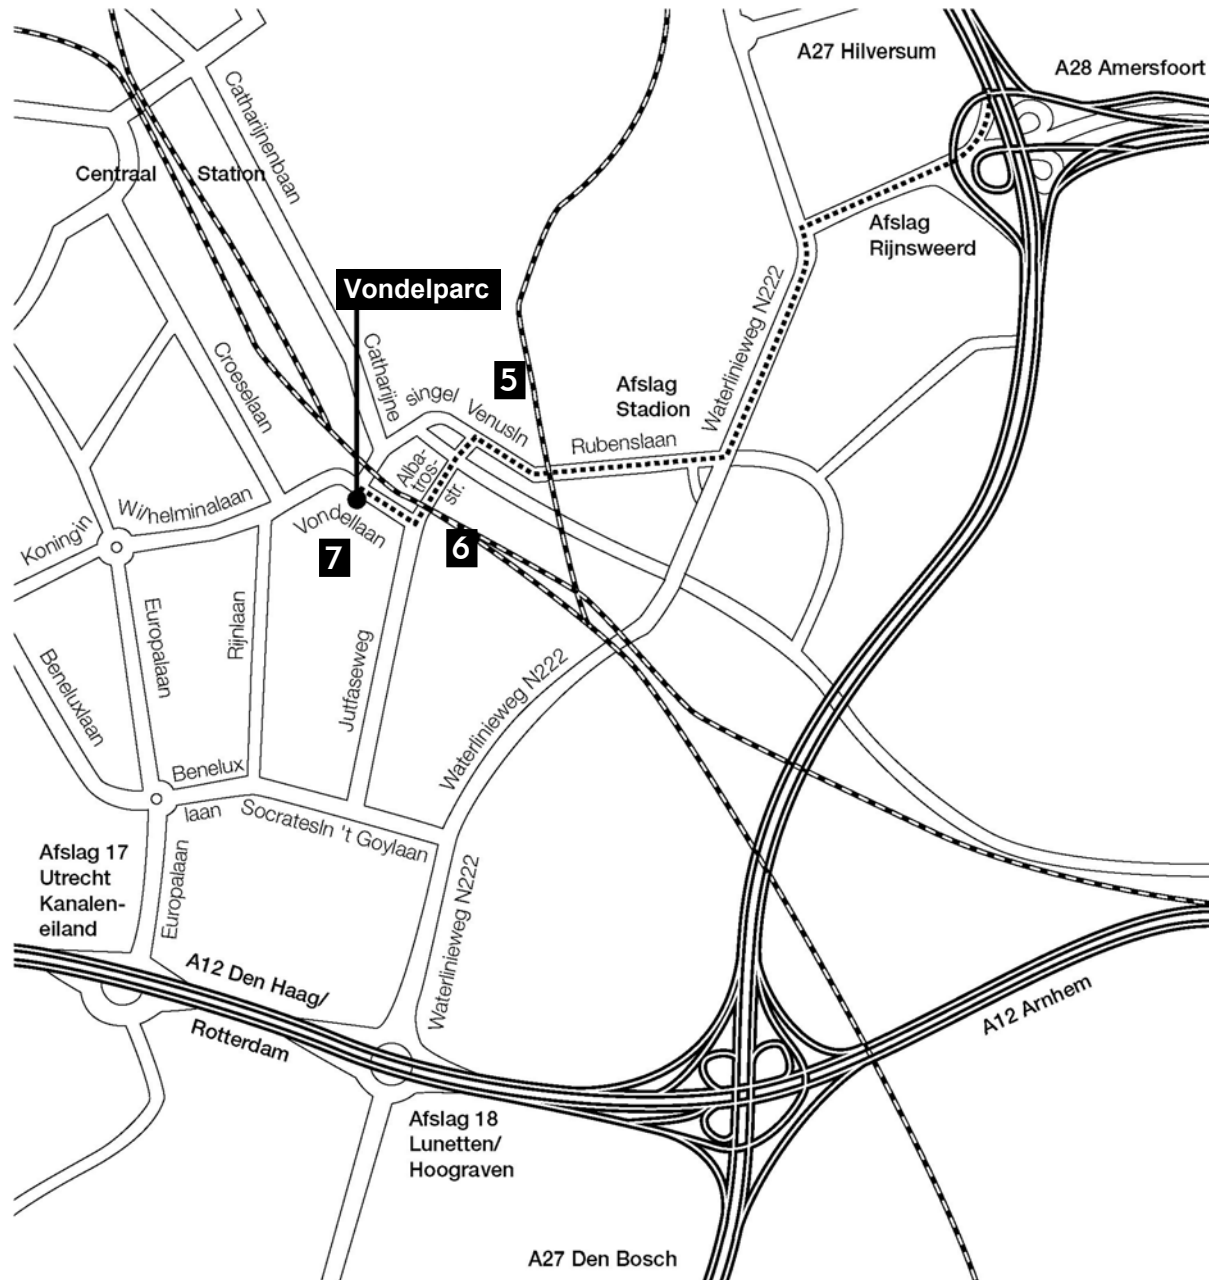 A27 Hilversum
A28 Amersfoort
Catharijnenbaan
Centraal
Station
Afslag
Rijnsweerd
Vondelparc
Waterlinieweg N222
Croeselaan
Catharijne
singel
5
Venusln
Afslag
Stadion
Rubenslaan
Alba-
tros-
str.
Koningin
Wilhelminalaan
Vondellaan
7
6
Europalaan
Rijnlaan
Jutfaseweg
Beneluxlaan
Waterlinieweg N222
Benelux
laan
Socratesln 't Goylaan
Afslag 17
Utrecht
Kanalen-
eiland
Europalaan
Waterlinieweg N222
A12 Den Haag/
Rotterdam
A12 Arnhem
Afslag 18
Lunetten/
Hoograven
A27 Den Bosch